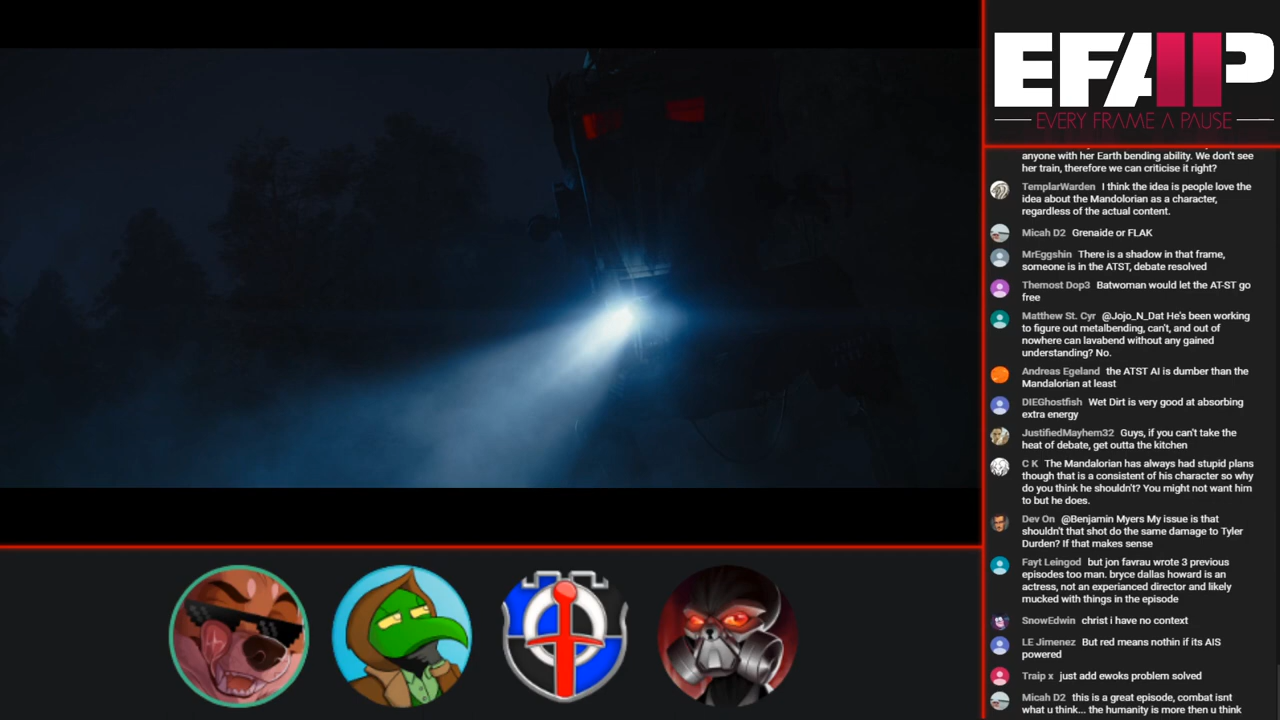 EFAP
EVERY FRAME A PAUSE
anyone with her Earth bending ability. We don't see
her train, therefore we can criticise it right?
TemplarWarden I think the idea is people love the
idea about the Mandolorian as a character,
regardless of the actual content.
Micah D2 Grenaide or FLAK
MrEggshin There is a shadow in that frame,
someone is in the ATST, debate resolved
Themost Dop3 Batwoman would let the AT-ST go
free
Matthew St. Cyr @Jojo_N_Dat He's been working
to figure out metalbending, can't, and out of
nowhere can lavabend without any gained
understanding? No.
Andreas Egeland the ATST AI is dumber than the
Mandalorian at least
DIEGhostfish Wet Dirt is very good at absorbing
extra energy
JustifiedMayhem32 Guys, if you can't take the
heat of debate, get outta the kitchen
C K The Mandalorian has always had stupid plans
though that is a consistent of his character so why
do you think he shouldn't? You might not want him
to but he does.
Dev On @Benjamin Myers My issue is that
shouldn't that shot do the same damage to Tyler
Durden? If that makes sense
Fayt Leingod but jon favrau wrote 3 previous
episodes too man. bryce dallas howard is an
actress, not an experianced director and likely
mucked with things in the episode
SnowEdwin christ i have no context
LE Jimenez But red means nothin if its AIS
powered
Traip x just add ewoks problem solved
Micah D2 this is a great episode, combat isnt
what u think... the humanity is more then u think